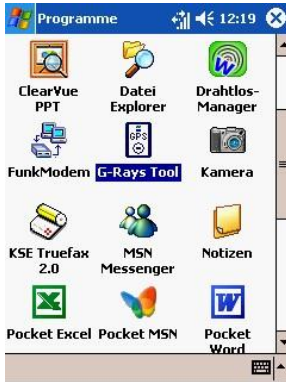 Programme 12:19
ClearVue Datei Drahtlos-
PPT Explorer Manager
GPS
FunkModem G-Rays Tool Kamera
KSE Truefax MSN Notizen
2.0 Messenger
W
Pocket Excel Pocket MSN Pocket
Word